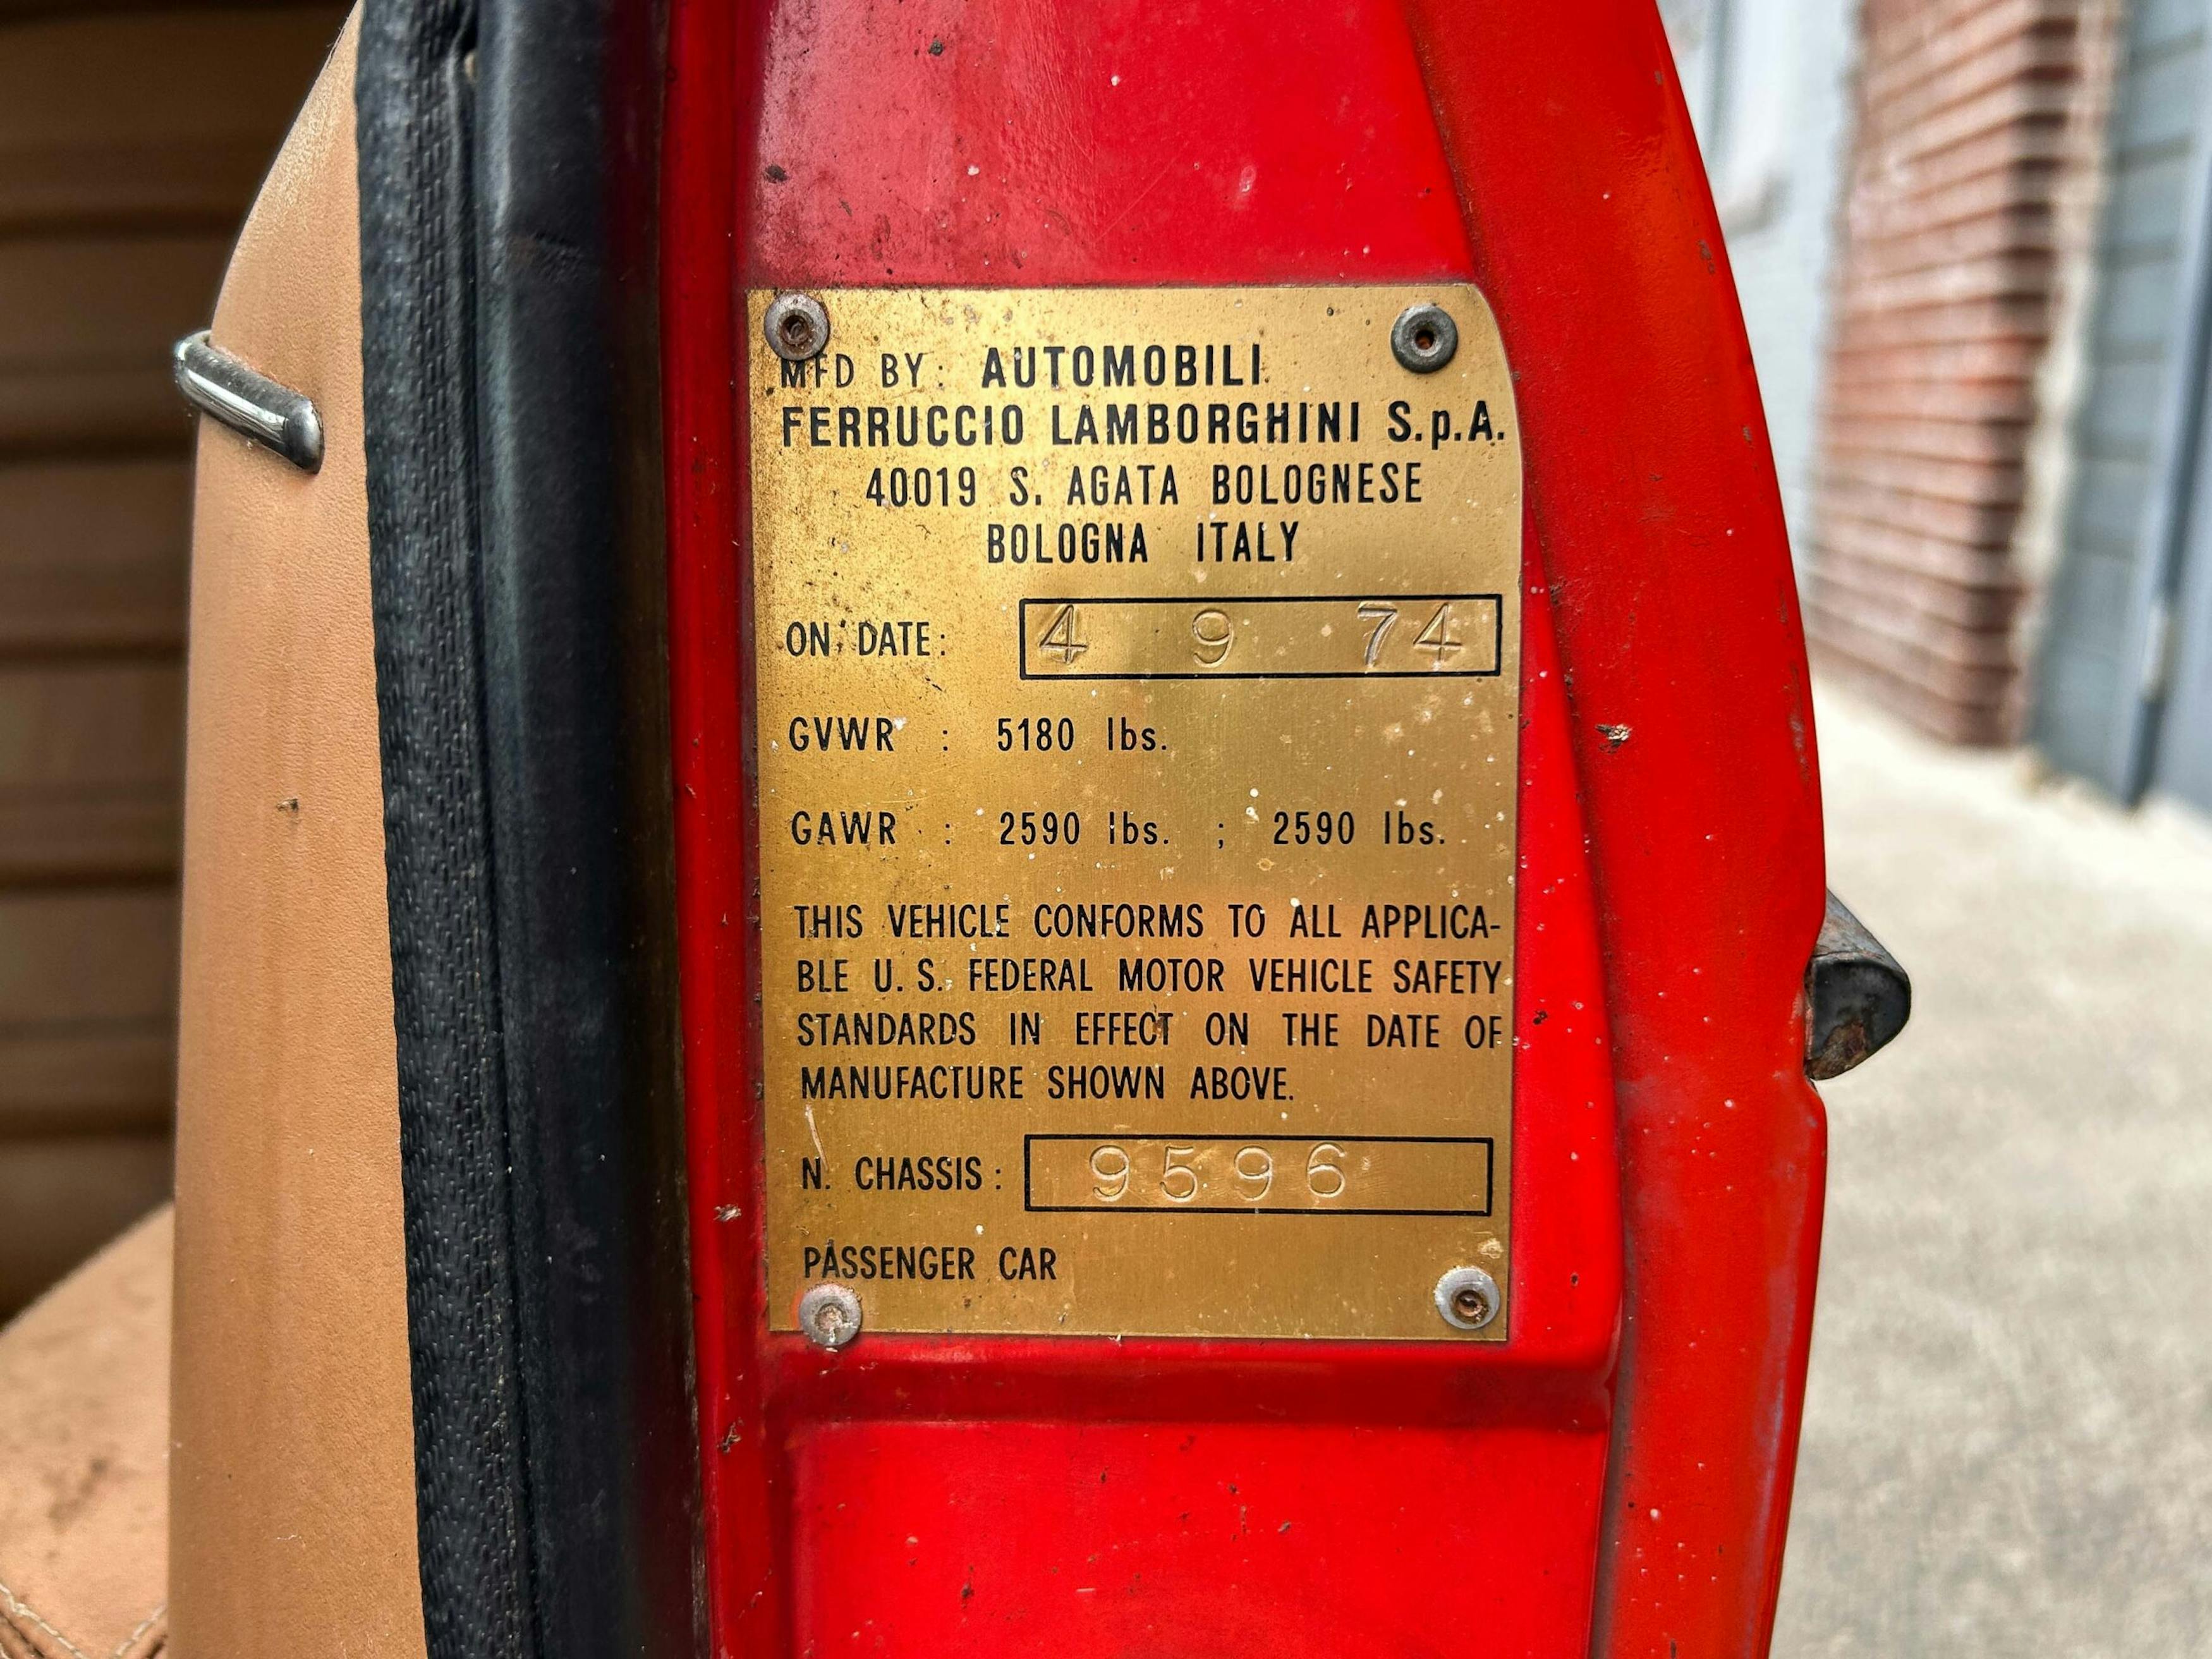 MFD BY: AUTOMOBILI
FERRUCCIO LAMBORGHINI S.p.A.
40019 S. AGATA BOLOGNESE
BOLOGNA ITALY
ON DATE: 4 9 74
GVWR : 5180 lbs.
GAWR : 2590 lbs. ; 2590 lbs.
THIS VEHICLE CONFORMS TO ALL APPLICA-
BLE U.S. FEDERAL MOTOR VEHICLE SAFETY
STANDARDS IN EFFECT ON THE DATE OF
MANUFACTURE SHOWN ABOVE.
N. CHASSIS: 9596
PASSENGER CAR